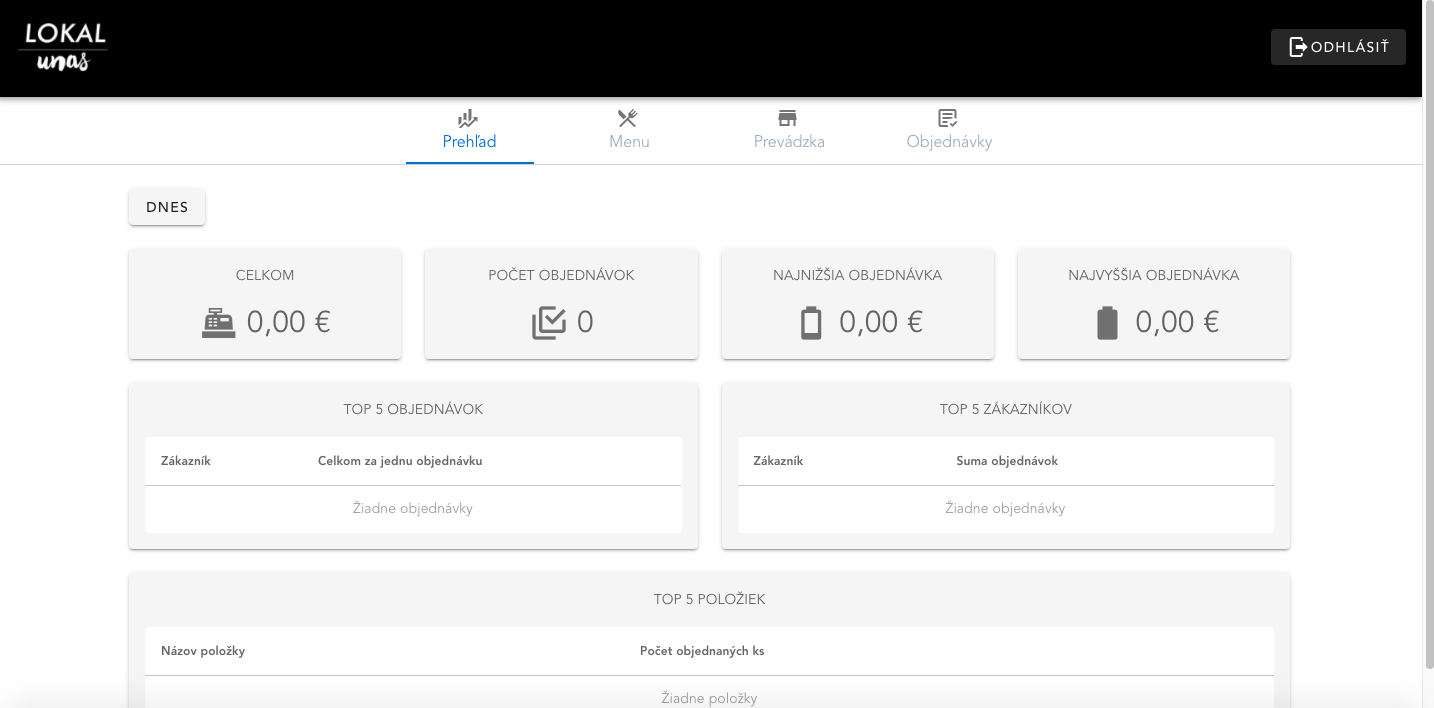 LOKAL
unas
ODHLÁSIŤ
Prehľad Menu Prevádzka Objednávky
DNES
CELKOM POČET OBJEDNÁVOK NAJNIŽŠIA OBJEDNÁVKA NAJVYŠŠIA OBJEDNÁVKA
0,00 € 0 0,00 € 0,00 €
TOP 5 OBJEDNÁVOK
Zákazník Celkom za jednu objednávku
Žiadne objednávky
TOP 5 ZÁKAZNÍKOV
Zákazník Suma objednávok
Žiadne objednávky
TOP 5 POLOŽIEK
Názov položky Počet objednaných ks
Žiadne položky